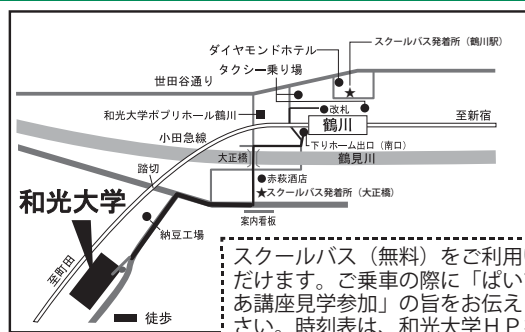 ダイヤモンドホテル
スクールバス発着所（鶴川駅）
タクシー乗り場
世田谷通り
和光大学ポプリホール鶴川
改札
至新宿
鶴川
小田急線
下りホーム出口（南口）
大正橋
鶴見川
踏切
赤萩酒店
★スクールバス発着所（大正橋）
和光大学
案内看板
納豆工場
至町田
徒歩
スクールバス（無料）をご利用
だけます。ご乗車の際に「ぱい
あ講座見学参加」の旨をお伝え
さい。時刻表は、和光大学ＨＰ